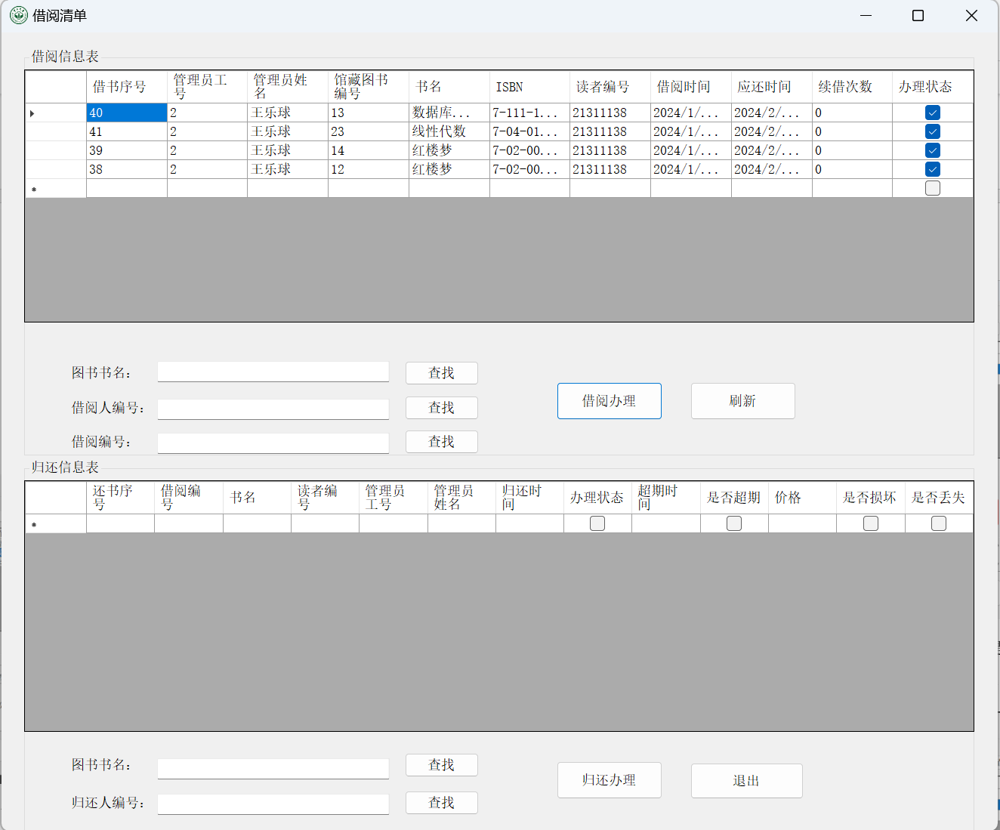 借阅清单
借阅信息表
借书序号 管理员工号 管理员姓名 馆藏图书编号 书名 ISBN 读者编号 借阅时间 应还时间 续借次数 办理状态
40 2 王乐球 13 数据库... 7-111-1... 21311138 2024/1/... 2024/2/... 0
41 2 王乐球 23 线性代数 7-04-01... 21311138 2024/1/... 2024/2/... 0
39 2 王乐球 14 红楼梦 7-02-00... 21311138 2024/1/... 2024/2/... 0
38 2 王乐球 12 红楼梦 7-02-00... 21311138 2024/1/... 2024/2/... 0
图书书名： 查找
借阅人编号： 查找
借阅办理 刷新
借阅编号： 查找
归还信息表
还书序号 借阅编号 书名 读者编号 管理员工号 管理员姓名 归还时间 办理状态 超期时间 是否超期 价格 是否损坏 是否丢失
图书书名： 查找
归还办理 退出
归还人编号： 查找